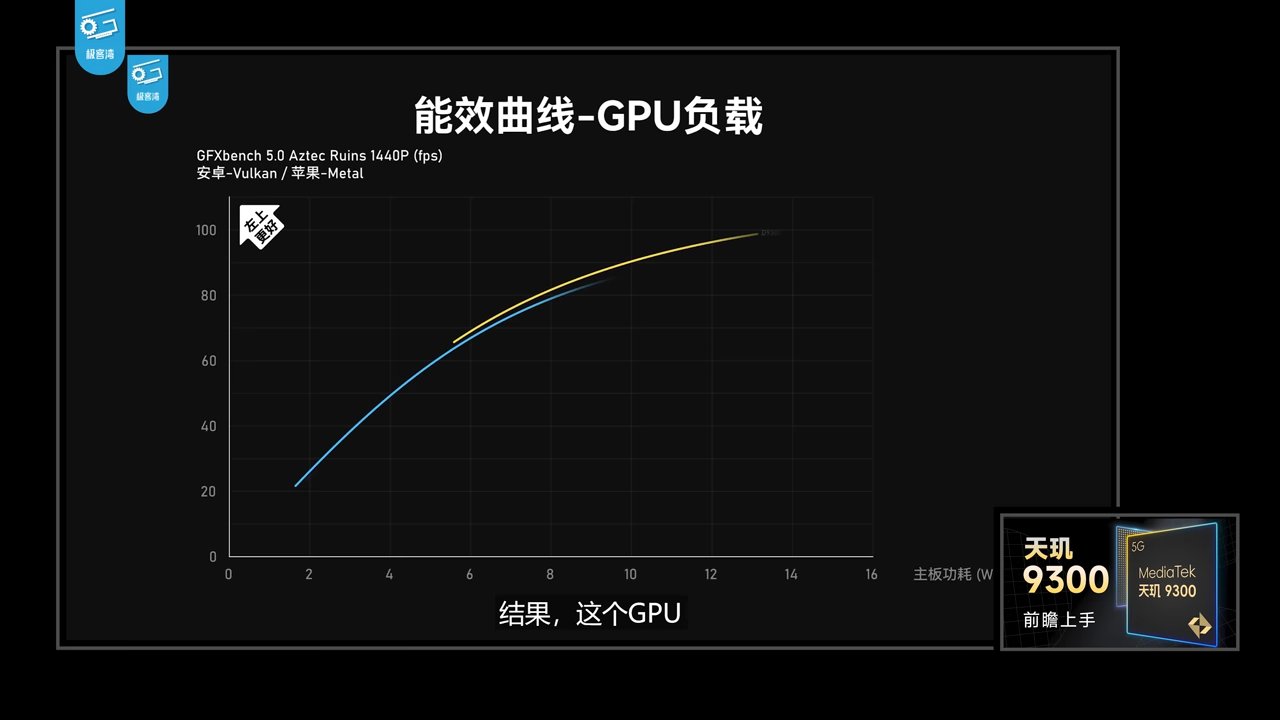 极客湾
极客湾
能效曲线-GPU负载
GFXbench 5.0 Aztec Ruins 1440P (fps)
安卓-Vulkan / 苹果-Metal
左上
更好
100
80
60
40
20
0
0 2 4 6 8 10 12 14 16
主板功耗 (W
结果，这个GPU
天玑
9300
前瞻上手
5G
MediaTek
天玑 9300